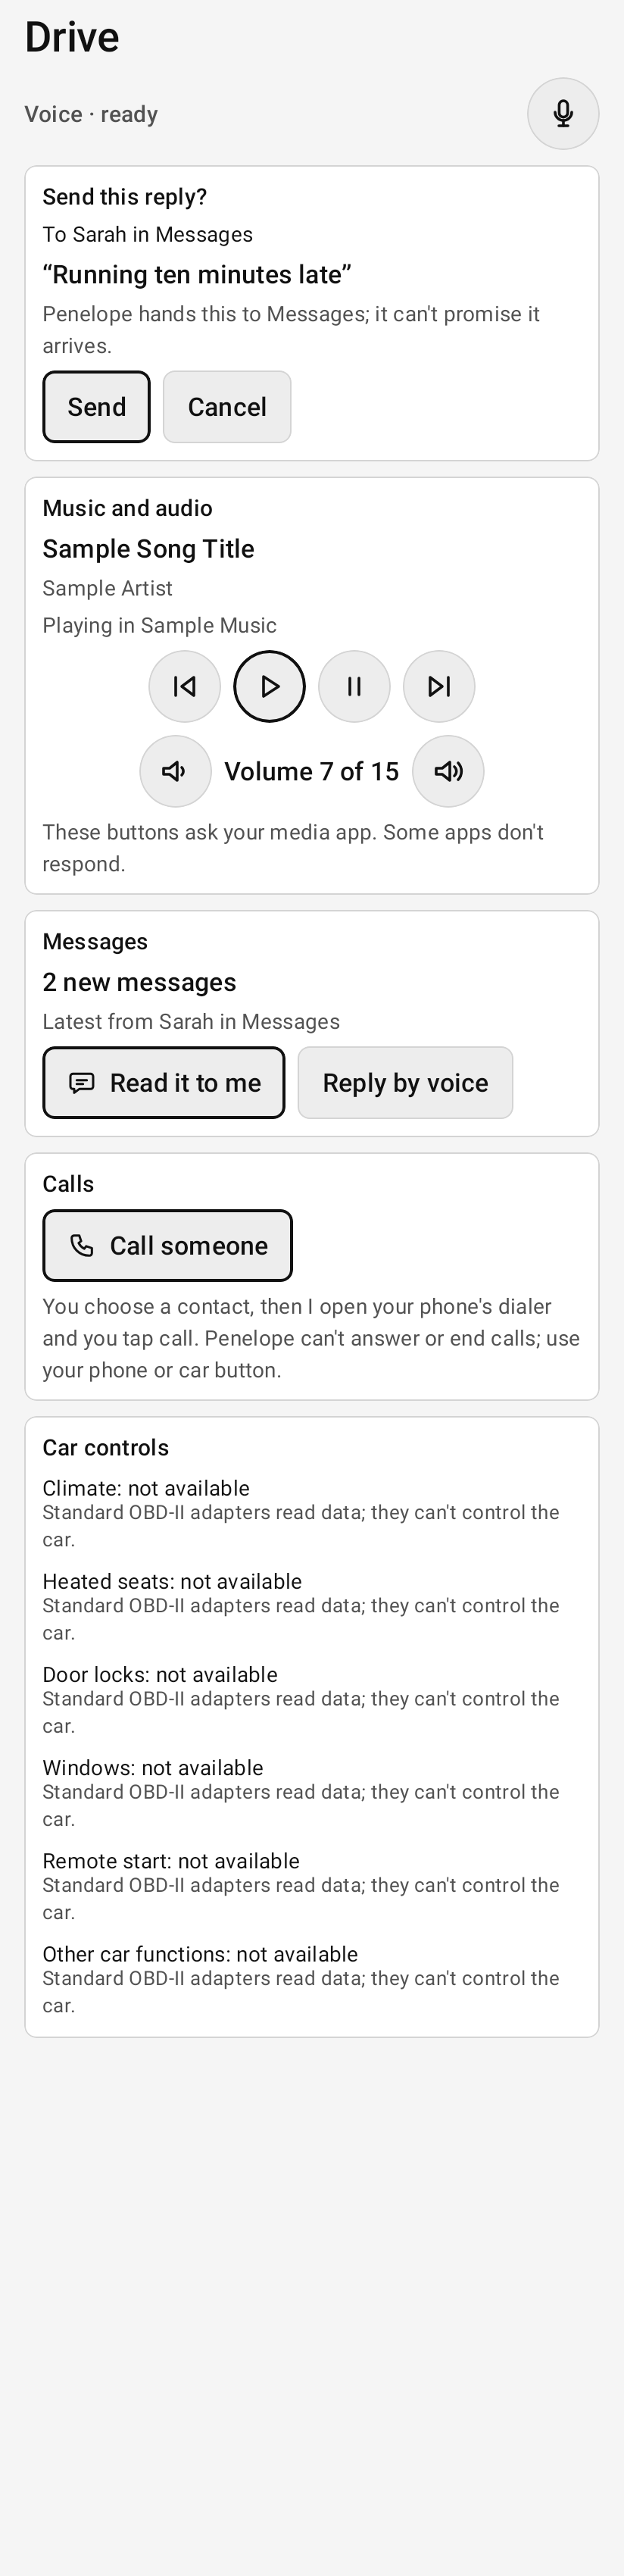 Drive
Voice · ready
Send this reply?
To Sarah in Messages
“Running ten minutes late”
Penelope hands this to Messages; it can't promise it
arrives.
Send
Cancel
Music and audio
Sample Song Title
Sample Artist
Playing in Sample Music
Volume 7 of 15
These buttons ask your media app. Some apps don't
respond.
Messages
2 new messages
Latest from Sarah in Messages
Read it to me
Reply by voice
Calls
Call someone
You choose a contact, then I open your phone's dialer
and you tap call. Penelope can't answer or end calls; use
your phone or car button.
Car controls
Climate: not available
Standard OBD-II adapters read data; they can't control the
car.
Heated seats: not available
Standard OBD-II adapters read data; they can't control the
car.
Door locks: not available
Standard OBD-II adapters read data; they can't control the
car.
Windows: not available
Standard OBD-II adapters read data; they can't control the
car.
Remote start: not available
Standard OBD-II adapters read data; they can't control the
car.
Other car functions: not available
Standard OBD-II adapters read data; they can't control the
car.